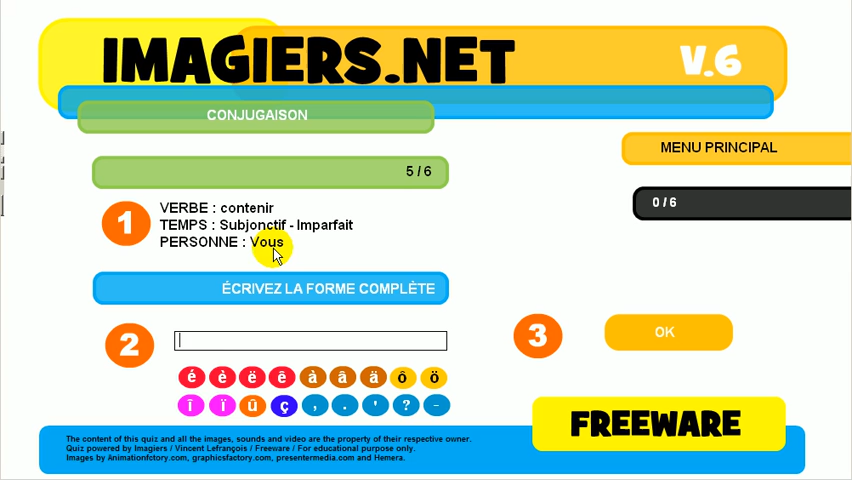 IMAGIERS.NET
V.6
CONJUGAISON
MENU PRINCIPAL
5 / 6
0 / 6
1
VERBE : contenir
TEMPS : Subjonctif - Imparfait
PERSONNE : Vous
ÉCRIVEZ LA FORME COMPLÈTE
2
3
OK
é è ë ê à â ä ô ö
î ï û ç , . ' ? -
FREEWARE
The content of this quiz and all the images, sounds and video are the property of their respective owner.
Quiz powered by Imagiers / Vincent Lefrançois / Freeware / For educational purpose only.
Images by Animationfctory.com, graphicsfactory.com, presentermedia.com and Hemera.